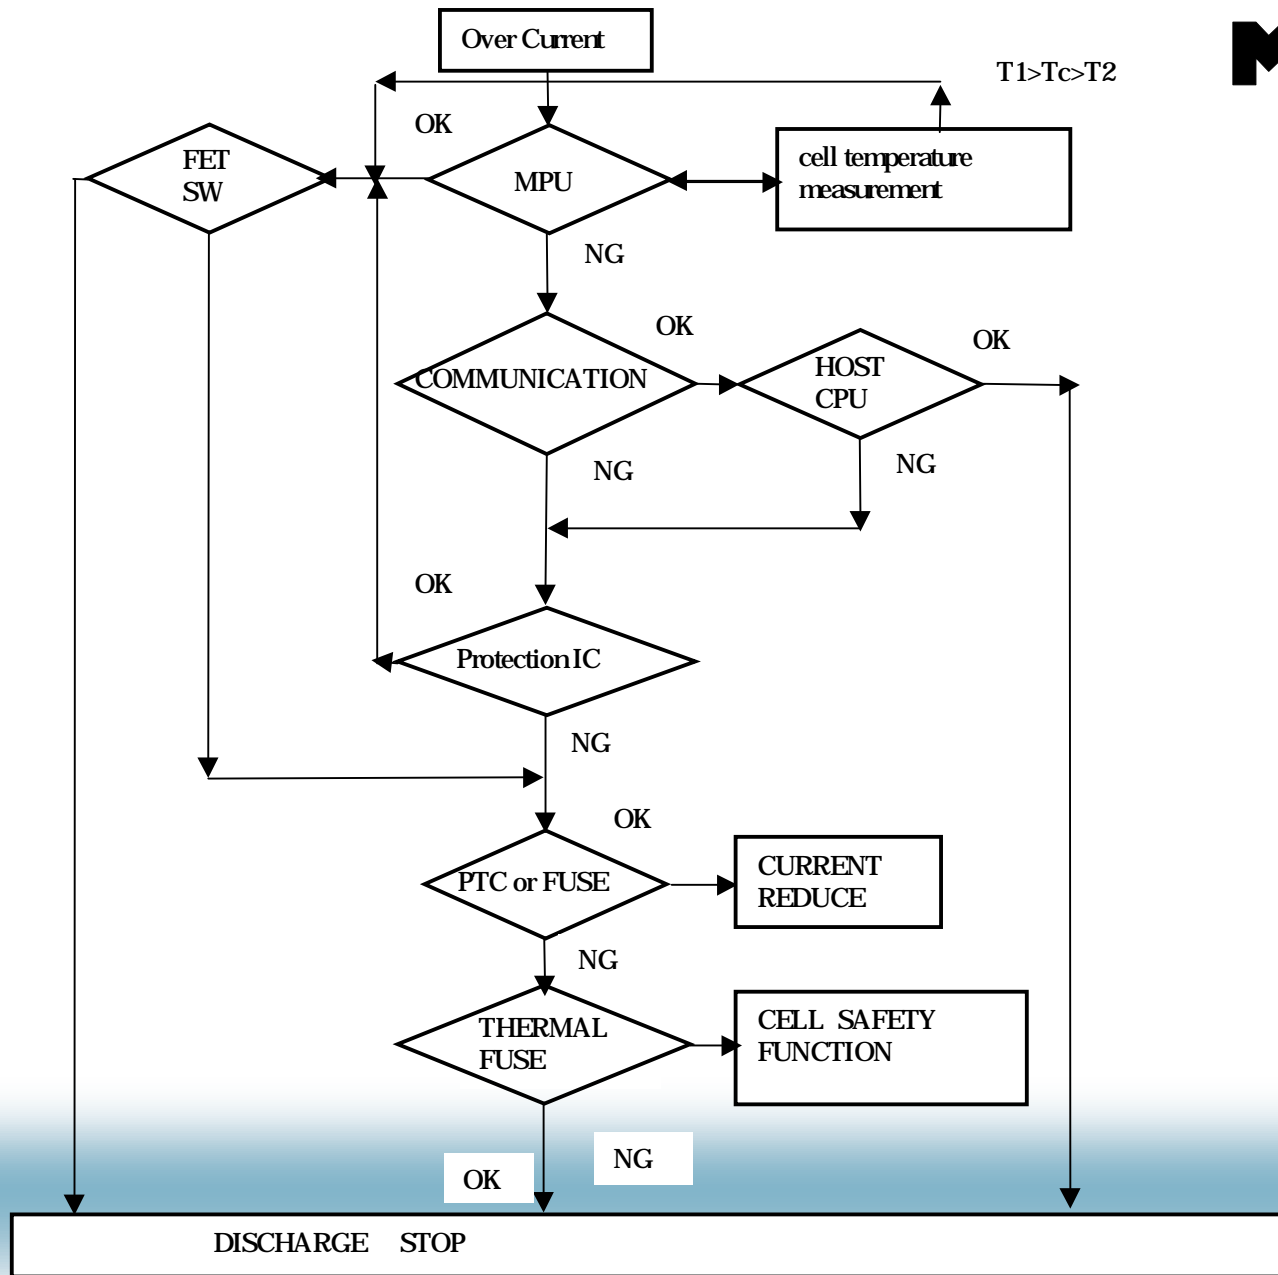 Over Current
T1>Tc>T2
OK
FET
SW
MPU
cell temperature
measurement
NG
OK
COMMUNICATION
HOST
CPU
OK
NG
NG
OK
Protection IC
NG
OK
PTC or FUSE
CURRENT
REDUCE
NG
THERMAL
FUSE
CELL SAFETY
FUNCTION
NG
OK
DISCHARGE STOP